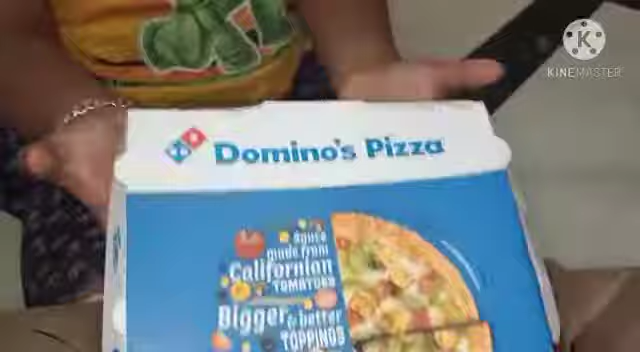 KINEMASTER
Domino's Pizza
sauce
made from
Californian
TOMATOES
Bigger & better
TOPPINGS